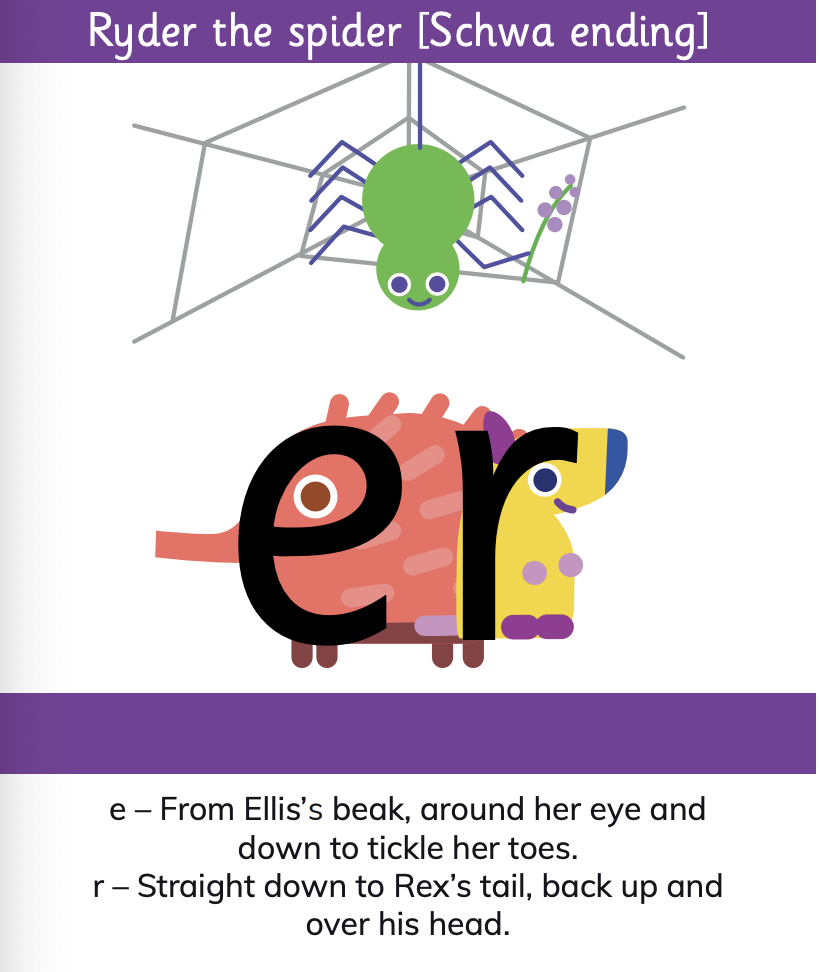 Ryder the spider [Schwa ending]
er
e – From Ellis’s beak, around her eye and
down to tickle her toes.
r – Straight down to Rex’s tail, back up and
over his head.